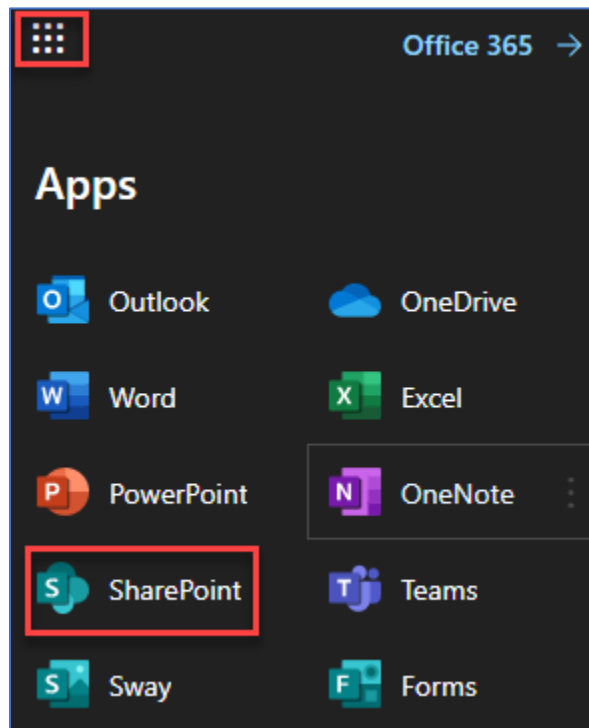 Office 365 →
Apps
Outlook
OneDrive
Word
Excel
PowerPoint
OneNote
SharePoint
Teams
Sway
Forms